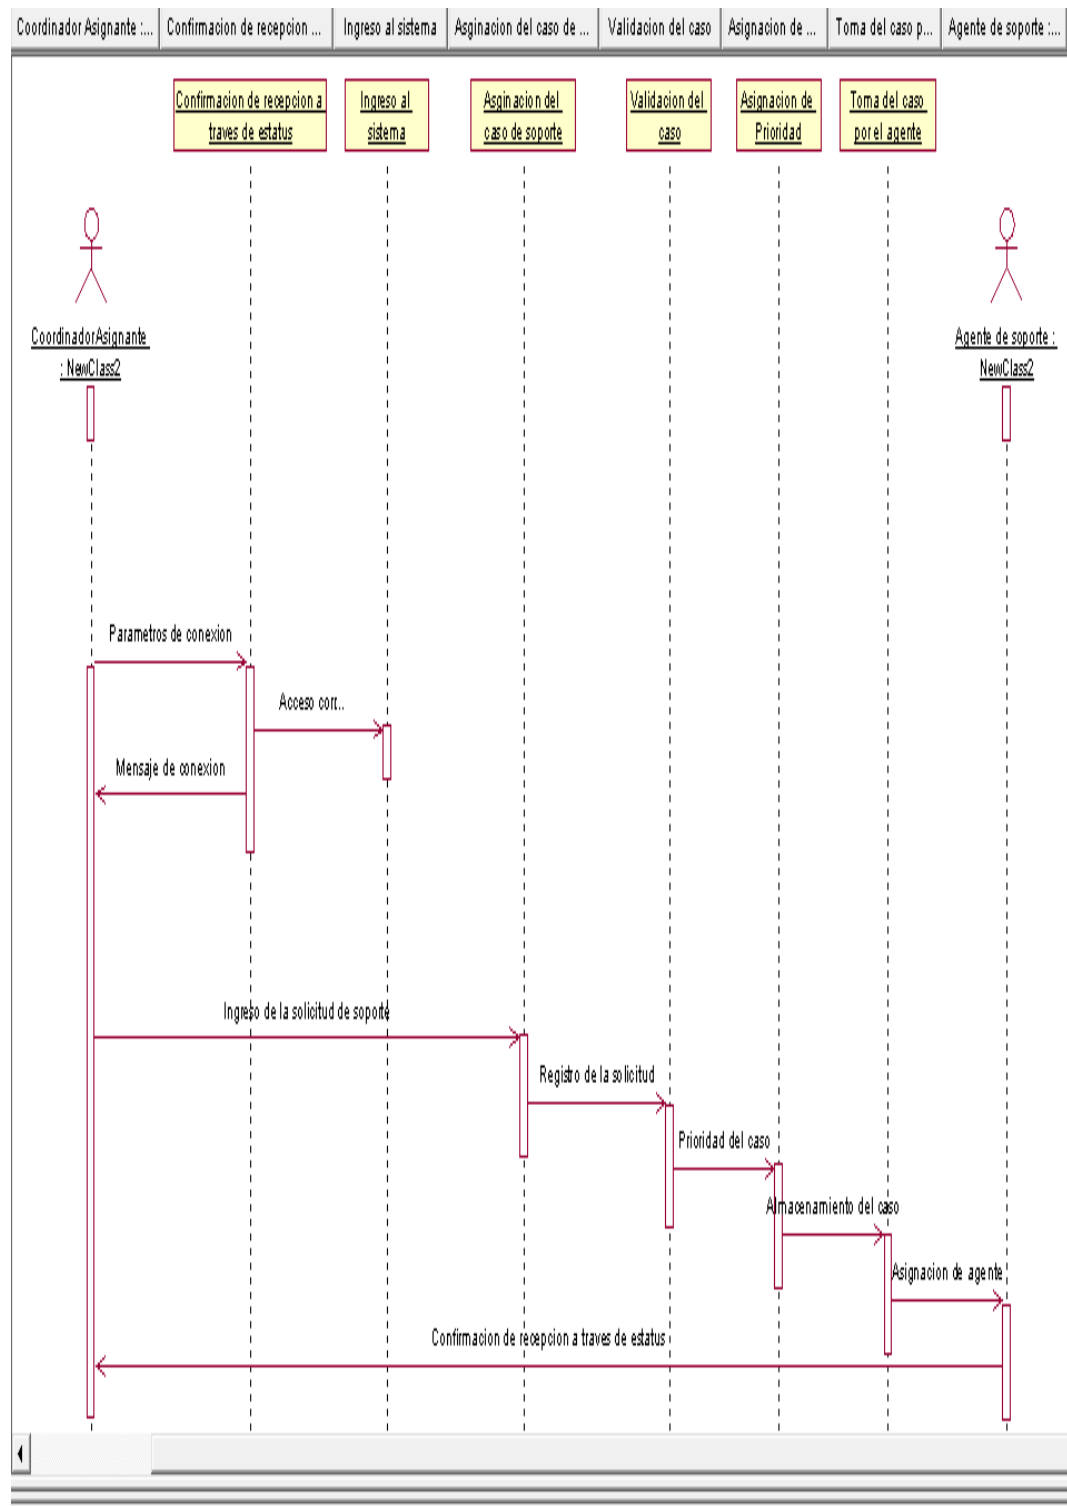 Coordinador Asignante :...
Confirmacion de recepcion ...
Ingreso al sistema
Asginacion del caso de ...
Validacion del caso
Asignacion de ...
Toma del caso p...
Agente de soporte :...
Confirmacion de recepcion a
traves de estatus
Ingreso al
sistema
Asginacion del
caso de soporte
Validacion del
caso
Asignacion de
Prioridad
Toma del caso
por el agente
CoordinadorAsignante
: NewClass2
Agente de soporte :
NewClass2
Parametros de conexion
Acceso corr...
Mensaje de conexion
Ingreso de la solicitud de soporte
Registro de la solicitud
Prioridad del caso
Almacenamiento del caso
Asignacion de agente
Confirmacion de recepcion a traves de estatus